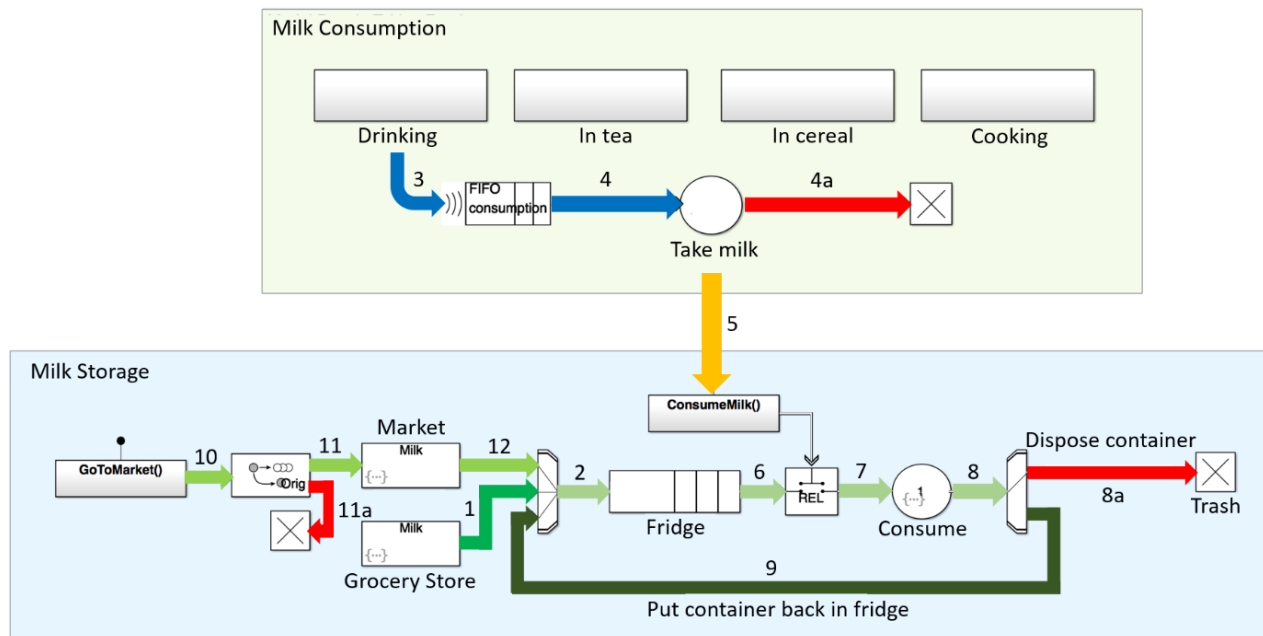 Milk Consumption
Drinking
In tea
In cereal
Cooking
3
FIFO
consumption
4
4a
Take milk
5
Milk Storage
ConsumeMilk()
Market
Dispose container
10
11
Milk
{...}
12
GoToMarket()
Orig
11a
1
2
6
REL
7
1
{...}
8
8a
Fridge
Consume
Trash
Milk
{...}
Grocery Store
9
Put container back in fridge